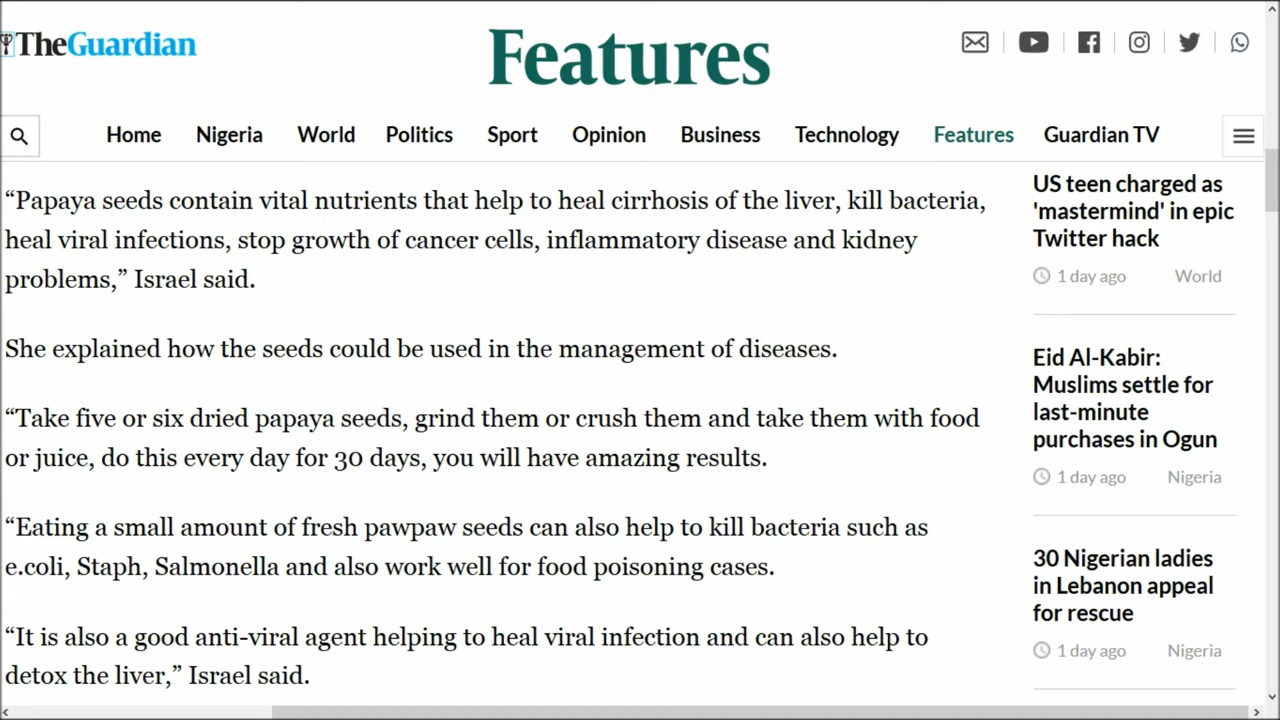 TheGuardian
Features
Home Nigeria World Politics Sport Opinion Business Technology Features Guardian TV
“Papaya seeds contain vital nutrients that help to heal cirrhosis of the liver, kill bacteria,
heal viral infections, stop growth of cancer cells, inflammatory disease and kidney
problems,” Israel said.
She explained how the seeds could be used in the management of diseases.
“Take five or six dried papaya seeds, grind them or crush them and take them with food
or juice, do this every day for 30 days, you will have amazing results.
“Eating a small amount of fresh pawpaw seeds can also help to kill bacteria such as
e.coli, Staph, Salmonella and also work well for food poisoning cases.
“It is also a good anti-viral agent helping to heal viral infection and can also help to
detox the liver,” Israel said.
US teen charged as
'mastermind' in epic
Twitter hack
1 day ago World
Eid Al-Kabir:
Muslims settle for
last-minute
purchases in Ogun
1 day ago Nigeria
30 Nigerian ladies
in Lebanon appeal
for rescue
1 day ago Nigeria